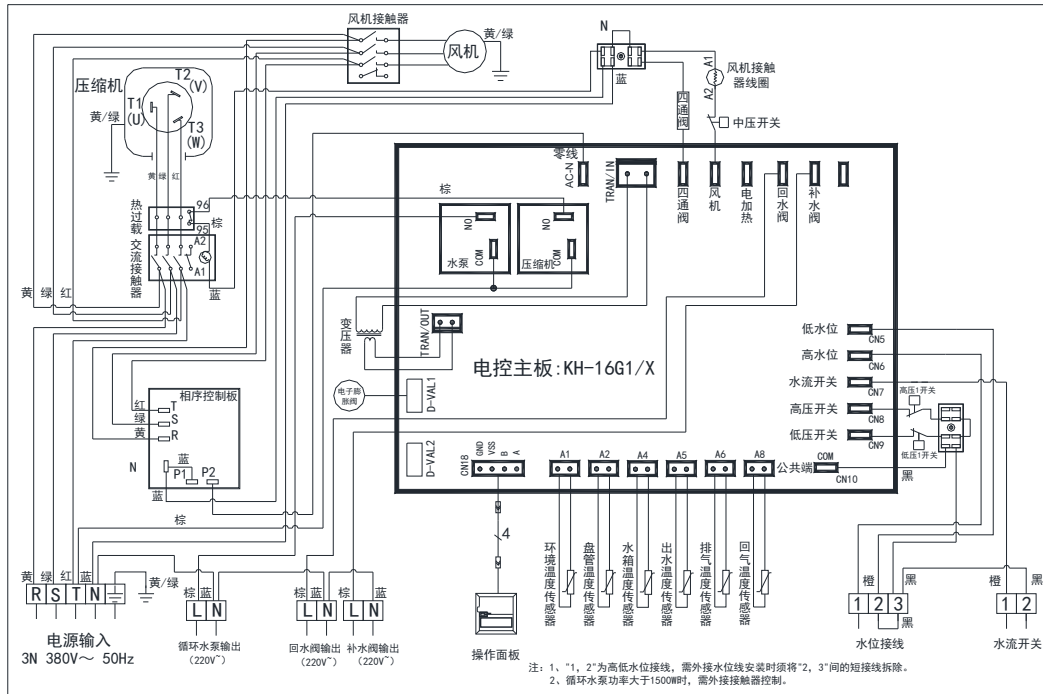 风机接触器
黄/绿
风机
N
蓝
A1
A2
风机接触器线圈
四通阀
中压开关
压缩机
T1
(U)
T2
(V)
T3
(W)
黄/绿
黄 绿 红
热过载
96
95
棕
交流接触器
A2
A1
蓝
黄 绿 红
棕
零线
AC-N
TRAN/IN
四通阀
风机
电加热
回水阀
补水阀
NO
COM
水泵
NO
COM
压缩机
变压器
TRAN/OUT
电控主板:KH-16G1/X
电子膨胀阀
D-VAL1
D-VAL2
CN18
GND
VSS
B
A
A1
A2
A4
A5
A6
A8
低水位
CN5
高水位
CN6
水流开关
CN7
高压开关
CN8
低压开关
CN9
公共端
COM
CN10
高压1开关
低压1开关
黑
相序控制板
红
T
绿
S
黄
R
N
蓝
P1
P2
蓝
棕
4
操作面板
环境温度传感器
盘管温度传感器
水箱温度传感器
出水温度传感器
排气温度传感器
回气温度传感器
黄 绿 红 蓝
黄/绿
R S T N
电源输入
3N 380V～ 50Hz
棕 蓝
L N
循环水泵输出
(220V~)
棕 蓝
L N
回水阀输出
(220V~)
棕 蓝
L N
补水阀输出
(220V~)
橙
黑
1 2 3
黑
水位接线
橙
黑
1 2
水流开关
注：1、"1，2"为高低水位接线，需外接水位线安装时须将"2，3"间的短接线拆除。
2、循环水泵功率大于1500W时，需外接接触器控制。